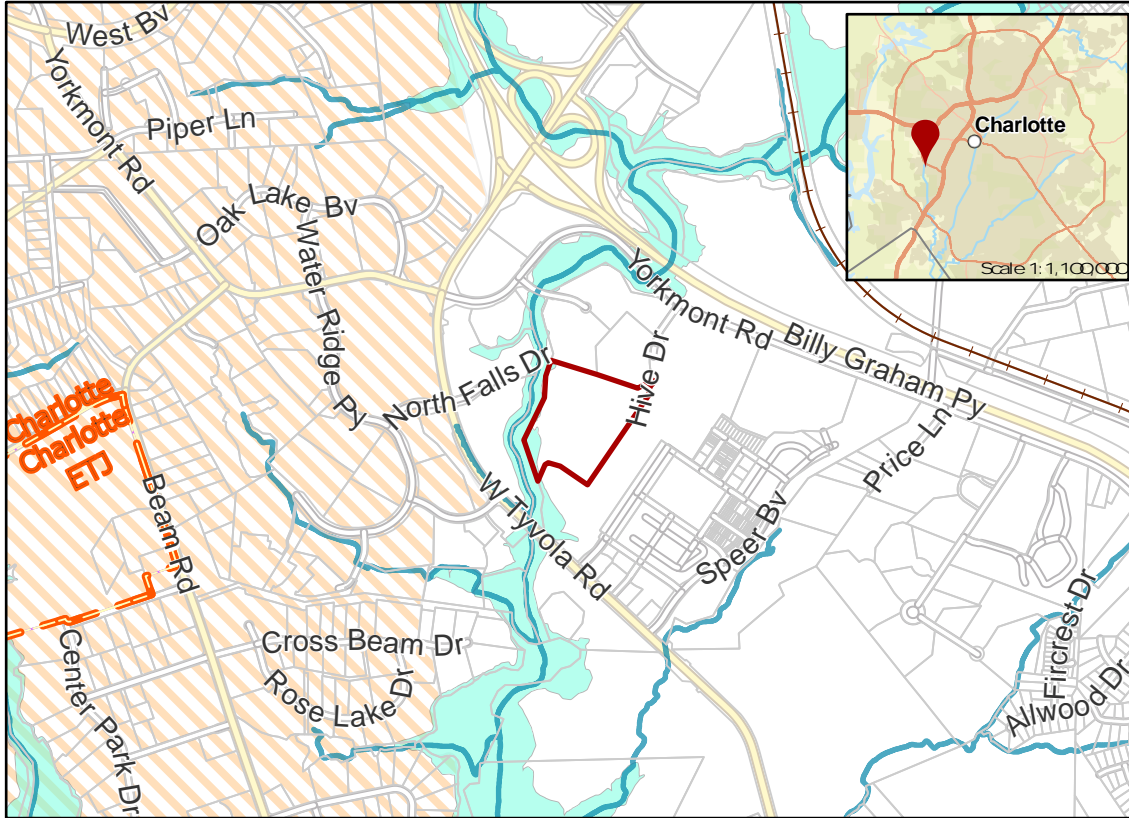 West Bv
Yorkmont Rd
Piper Ln
Oak Lake Bv
Water Ridge Py
North Falls Dr
Yorkmont Rd
Hive Dr
Billy Graham Py
Price Ln
Charlotte
Charlotte
ETJ
Beam Rd
W Tyvola Rd
Speer Bv
Cross Beam Dr
Rose Lake Dr
Center Park Dr
Fircrest Dr
Allwood Dr
Charlotte
Scale 1:1,100,000